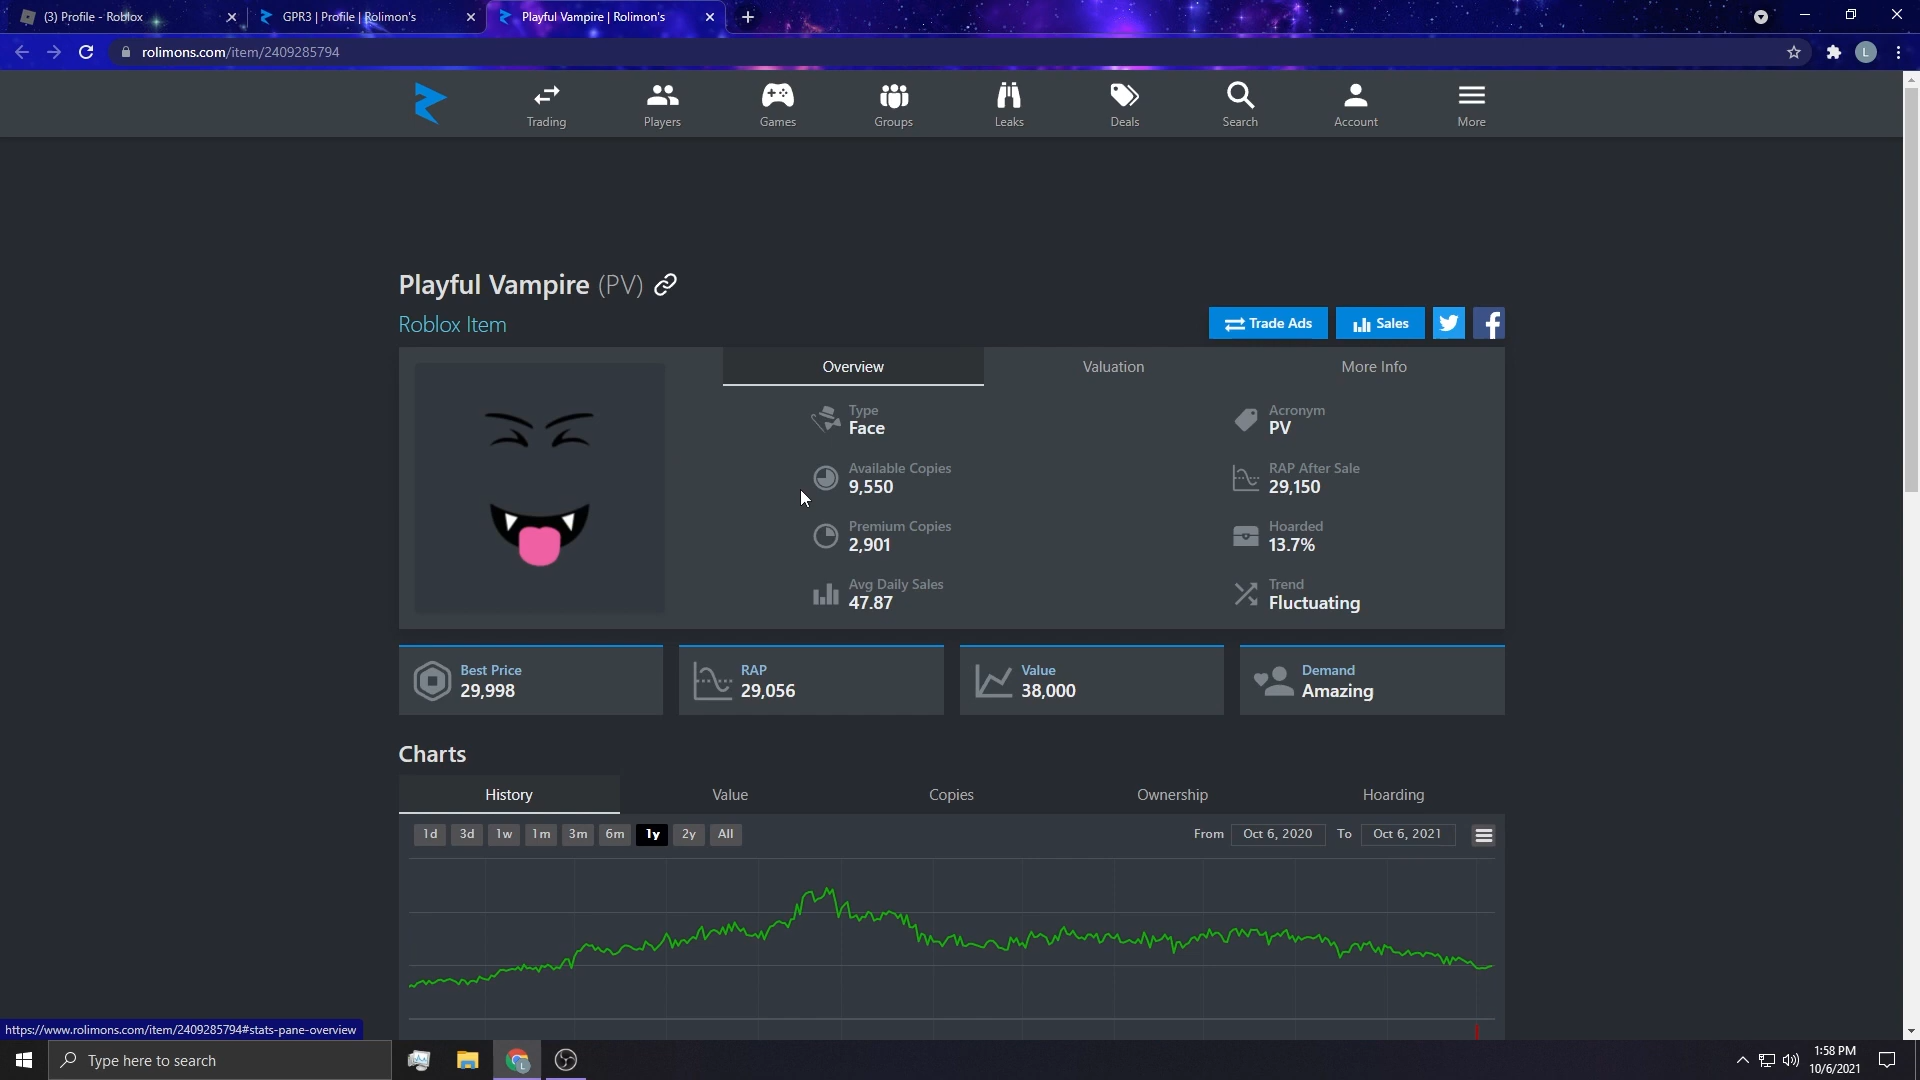 (3) Profile - Roblox
GPR3 | Profile | Rolimon's
Playful Vampire | Rolimon's
rolimons.com/item/2409285794
L
Trading
Players
Games
Groups
Leaks
Deals
Search
Account
More
Playful Vampire (PV)
Roblox Item
Trade Ads
Sales
Overview
Valuation
More Info
Type
Face
Acronym
PV
Available Copies
9,550
RAP After Sale
29,150
Premium Copies
2,901
Hoarded
13.7%
Avg Daily Sales
47.87
Trend
Fluctuating
Best Price
29,998
RAP
29,056
Value
38,000
Demand
Amazing
Charts
History
Value
Copies
Ownership
Hoarding
1d
3d
1w
1m
3m
6m
1y
2y
All
From
Oct 6, 2020
To
Oct 6, 2021
https://www.rolimons.com/item/2409285794#stats-pane-overview
Type here to search
L
1:58 PM
10/6/2021